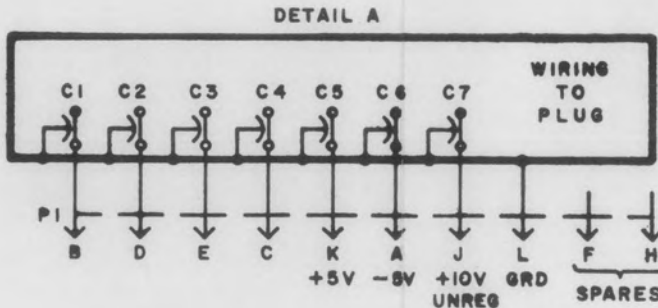 DETAIL A
C1 C2 C3 C4 C5 C6 C7
WIRING
TO
PLUG
P1
B D E C K A J L F H
+5V -8V +10V GRD
UNREG SPARES